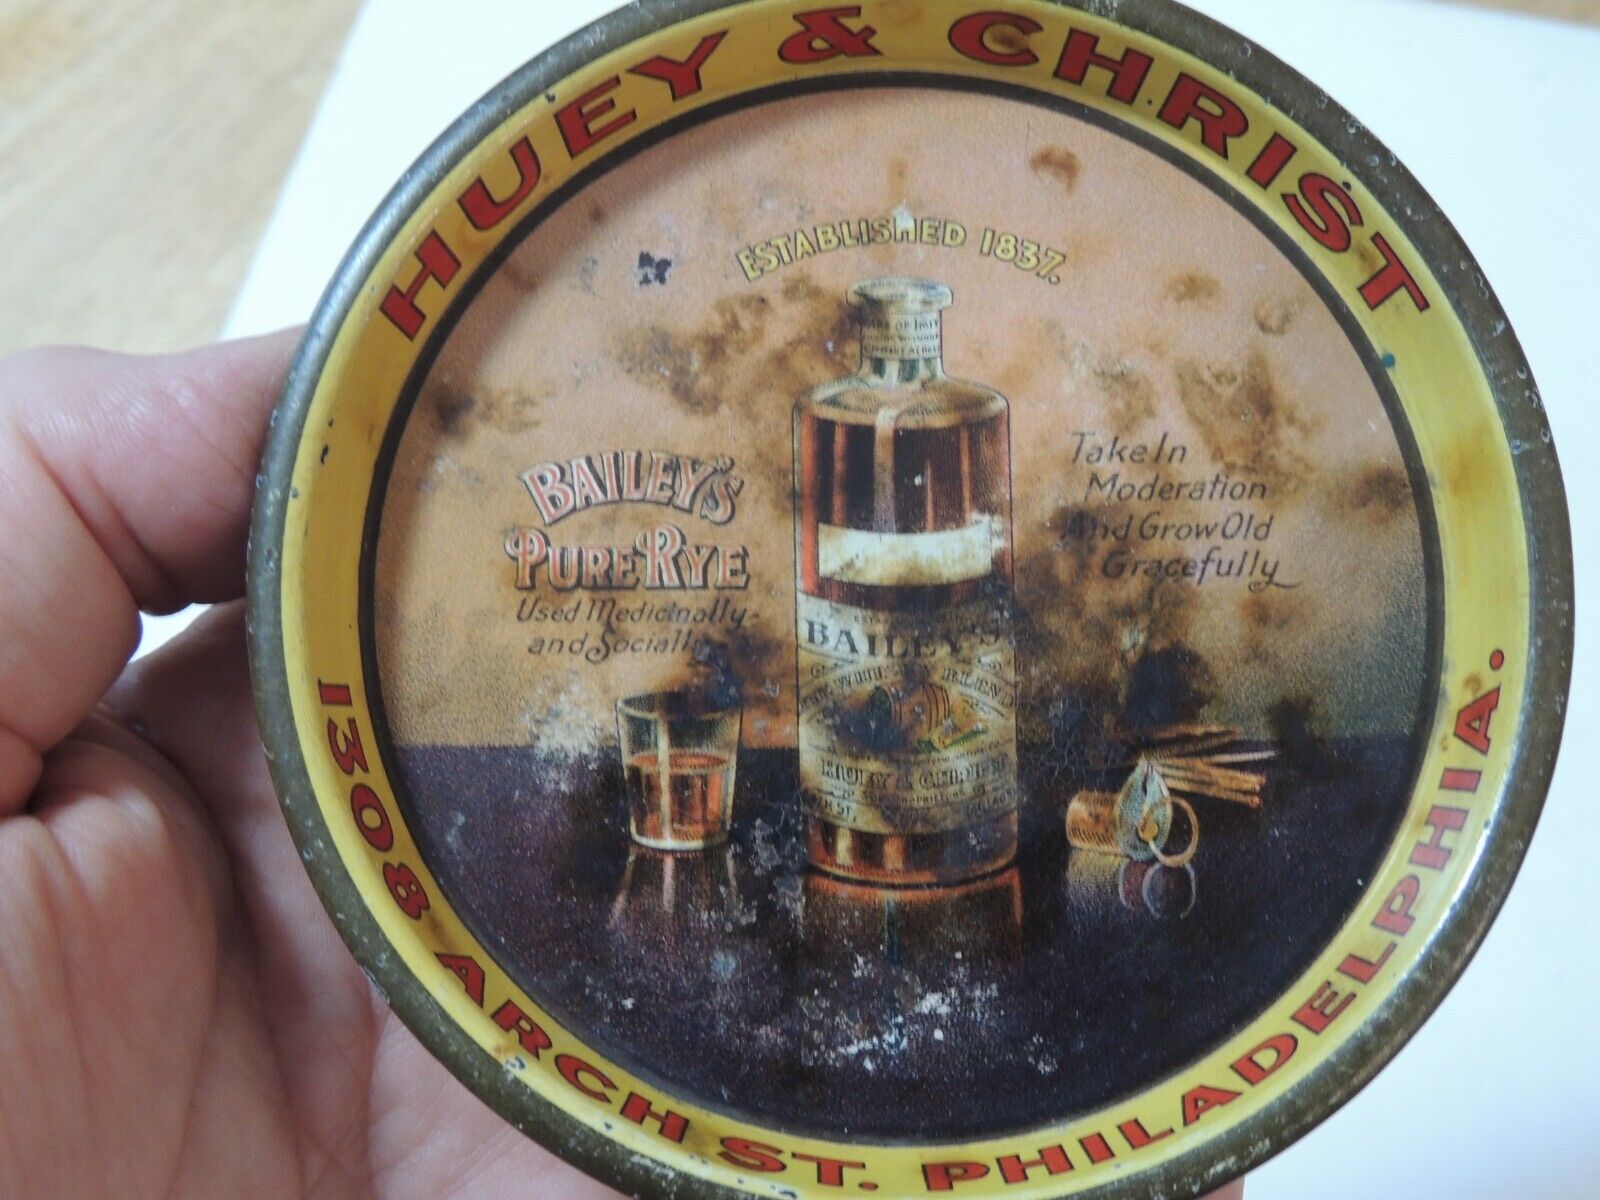 HUEY & CHRIST
ESTABLISHED 1837.
BAILEY'S
PURE RYE
Used Medicinally
and Socially
Take In
Moderation
And Grow Old
Gracefully
BAILEY'S
BLEND
HUEY & CHRIST
1308 ARCH ST. PHILADELPHIA.